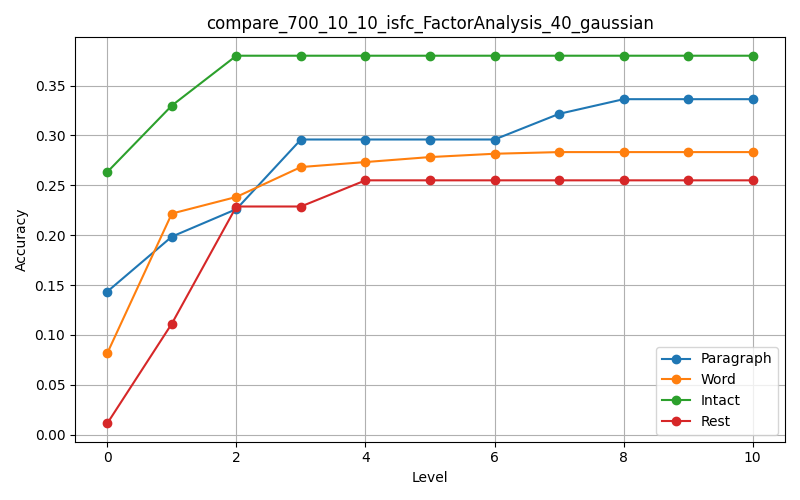 compare_700_10_10_isfc_FactorAnalysis_40_gaussian
Accuracy
0.35
0.30
0.25
0.20
0.15
0.10
0.05
0.00
0 2 4 6 8 10
Level
Paragraph
Word
Intact
Rest